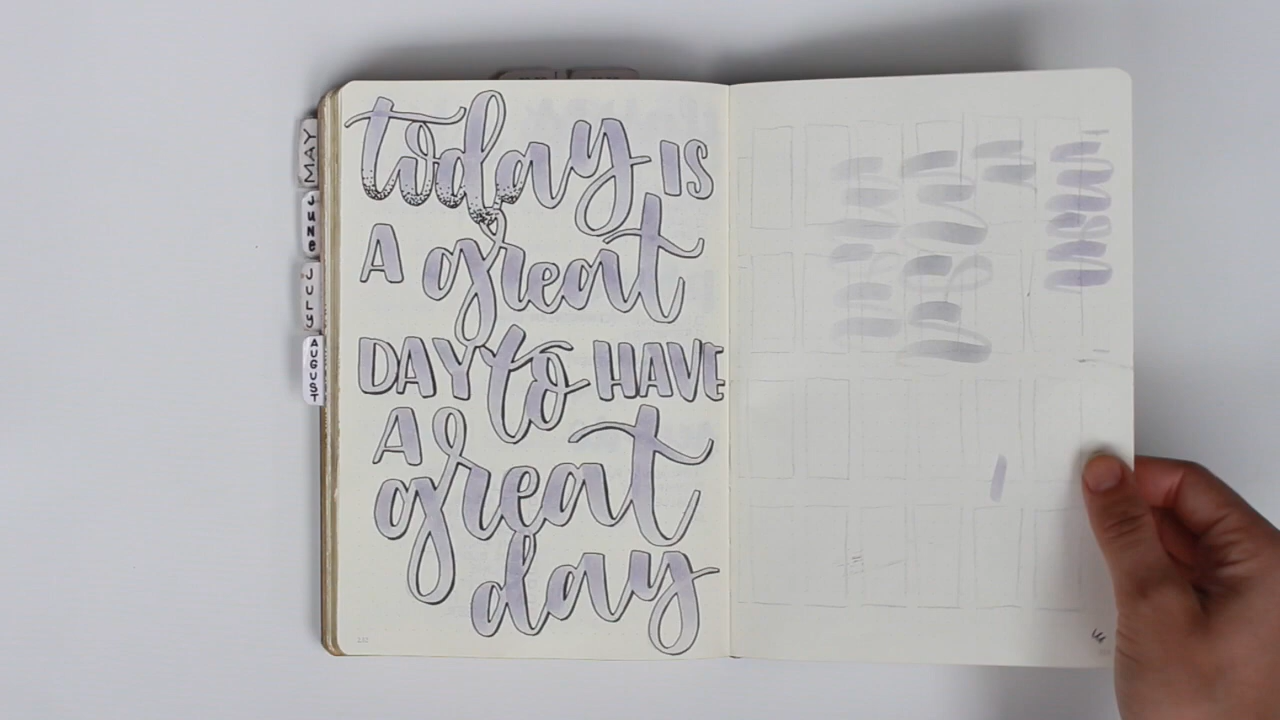 MAY
JUNE
JULY
AUGUST
today IS
A great
DAY to HAVE
A great
day